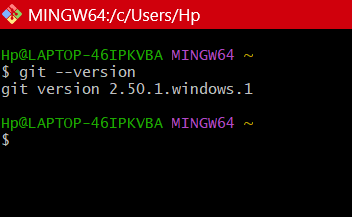 MINGW64:/c/Users/Hp
Hp@LAPTOP-46IPKVBA MINGW64 ~
$ git --version
git version 2.50.1.windows.1
Hp@LAPTOP-46IPKVBA MINGW64 ~
$